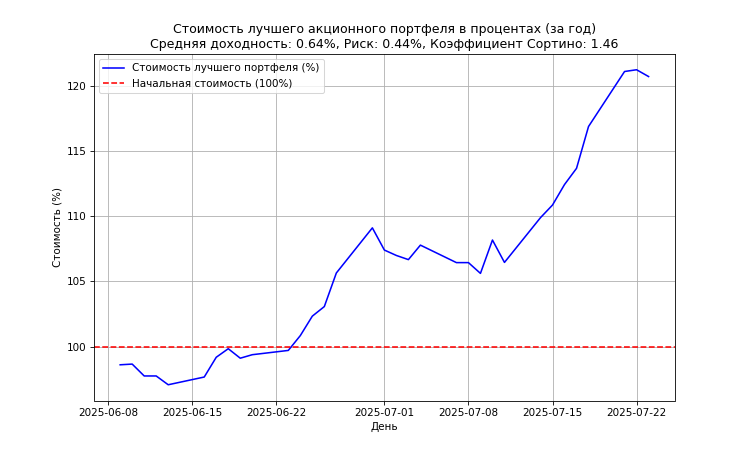 Стоимость лучшего акционного портфеля в процентах (за год)
Средняя доходность: 0.64%, Риск: 0.44%, Коэффициент Сортино: 1.46
Стоимость лучшего портфеля (%)
Начальная стоимость (100%)
Стоимость (%)
120
115
110
105
100
2025-06-08 2025-06-15 2025-06-22 2025-07-01 2025-07-08 2025-07-15 2025-07-22
День